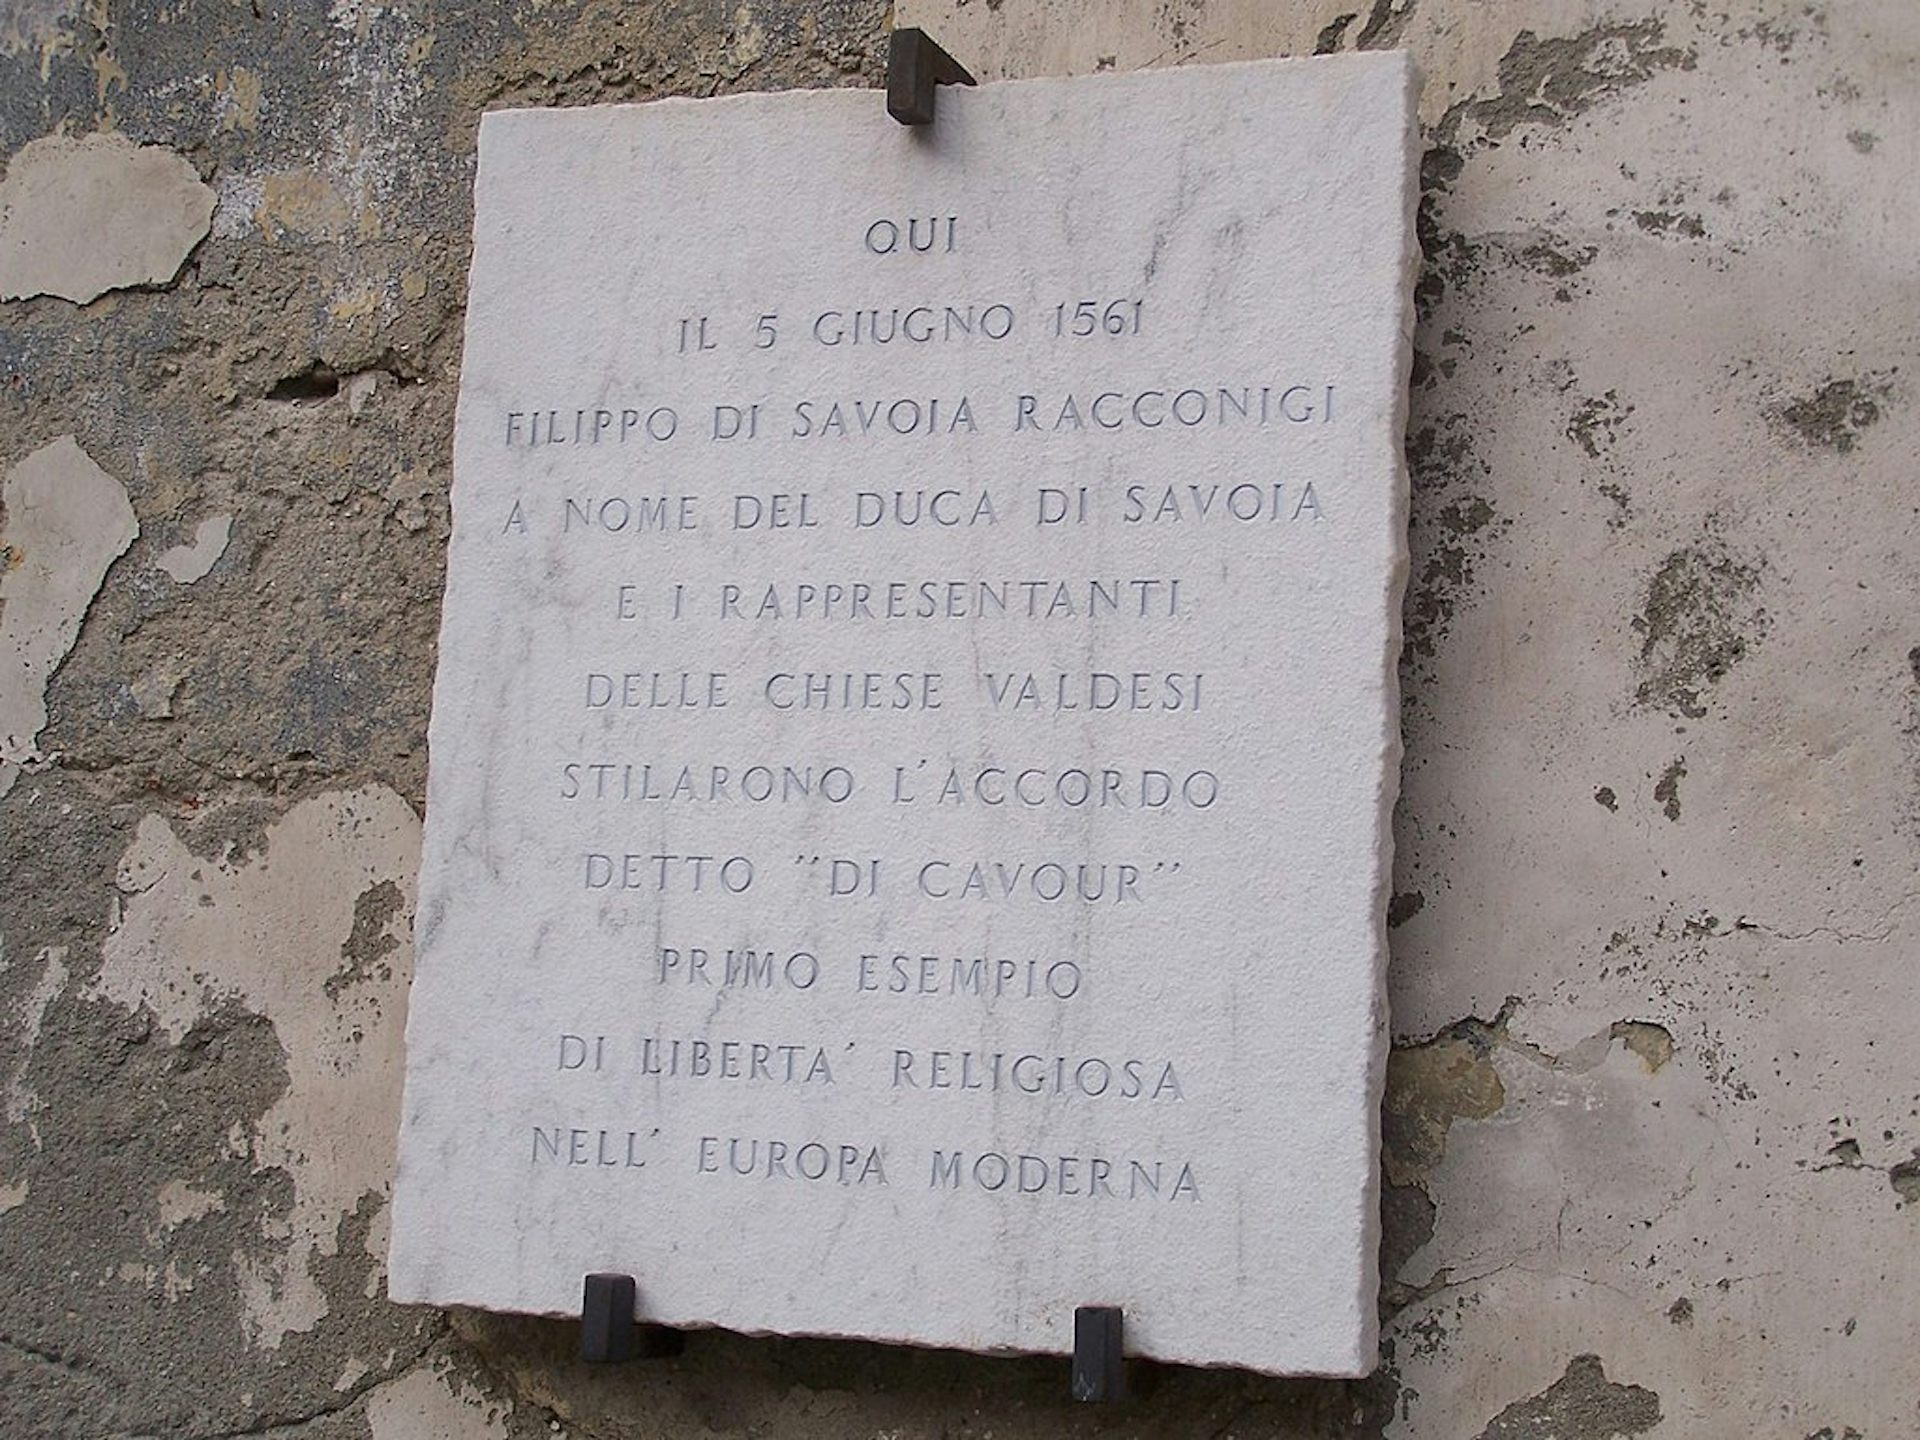 QUI
IL 5 GIUGNO 1561
FILIPPO DI SAVOIA RACCONIGI
A NOME DEL DUCA DI SAVOIA
E I RAPPRESENTANTI
DELLE CHIESE VALDESI
STILARONO L'ACCORDO
DETTO "DI CAVOUR"
PRIMO ESEMPIO
DI LIBERTA' RELIGIOSA
NELL' EUROPA MODERNA